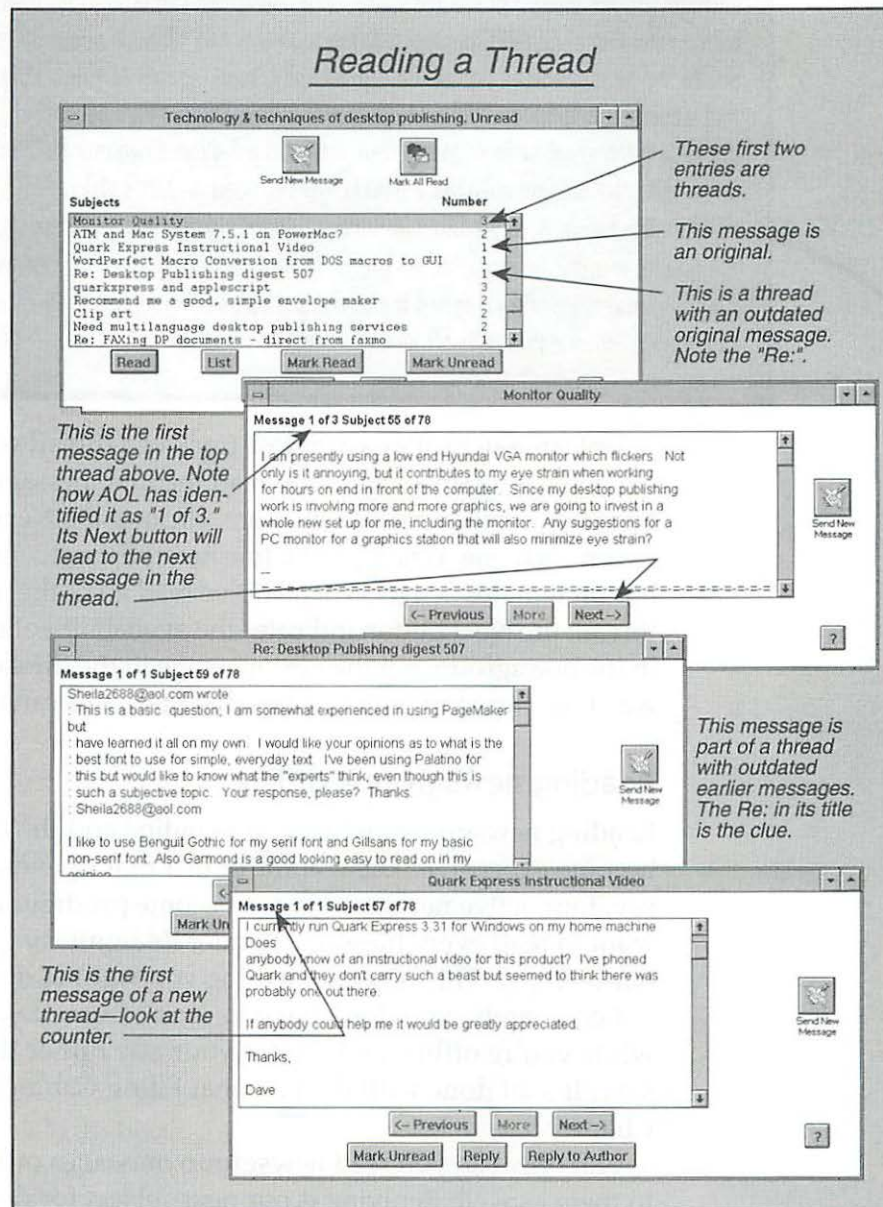 Reading a Thread
Technology & techniques of desktop publishing. Unread
Send New Message
Mark All Read
Subjects Number
Monitor Quality 3
ATM and Mac System 7.5.1 on PowerMac? 2
Quark Express Instructional Video 1
WordPerfect Macro Conversion from DOS macros to GUI 1
Re: Desktop Publishing digest 507 1
quarkxpress and applescript 3
Recommend me a good, simple envelope maker 2
Clip art 2
Need multilanguage desktop publishing services 2
Re: FAXing DP documents - direct from faxmo 1
Read List Mark Read Mark Unread
These first two
entries are
threads.
This message is
an original.
This is a thread
with an outdated
original message.
Note the "Re:".
Monitor Quality
Message 1 of 3 Subject 55 of 78
I am presently using a low end Hyundai VGA monitor which flickers. Not
only is it annoying, but it contributes to my eye strain when working
for hours on end in front of the computer. Since my desktop publishing
work is involving more and more graphics, we are going to invest in a
whole new set up for me, including the monitor. Any suggestions for a
PC monitor for a graphics station that will also minimize eye strain?
--
Send New
Message
<-- Previous More Next -->
?
This is the first
message in the top
thread above. Note
how AOL has iden-
tified it as "1 of 3."
Its Next button will
lead to the next
message in the
thread.
Re: Desktop Publishing digest 507
Message 1 of 1 Subject 59 of 78
Sheila2688@aol.com wrote
: This is a basic question; I am somewhat experienced in using PageMaker
but
: have learned it all on my own. I would like your opinions as to what is the
: best font to use for simple, everyday text. I've been using Palatino for
: this but would like to know what the "experts" think, even though this is
: such a subjective topic. Your response, please? Thanks.
: Sheila2688@aol.com
I like to use Benguit Gothic for my serif font and Gillsans for my basic
non-serif font. Also Garmond is a good looking easy to read on in my
opinion
Send New
Message
Mark Un
This message is
part of a thread
with outdated
earlier messages.
The Re: in its title
is the clue.
Quark Express Instructional Video
Message 1 of 1 Subject 57 of 78
I currently run Quark Express 3.31 for Windows on my home machine
Does
anybody know of an instructional video for this product? I've phoned
Quark and they don't carry such a beast but seemed to think there was
probably one out there.
If anybody could help me it would be greatly appreciated.
Thanks,
Dave
Send New
Message
<-- Previous More Next -->
Mark Unread Reply Reply to Author
?
This is the first
message of a new
thread—look at the
counter.